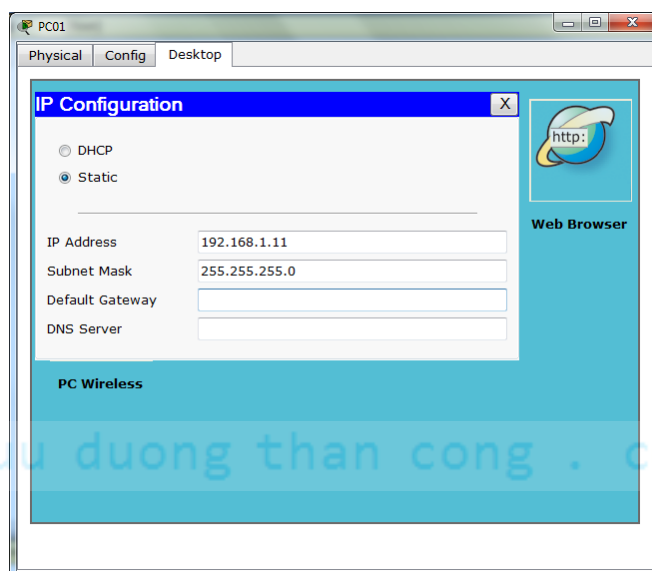 PC01
Physical Config Desktop
IP Configuration X
http:
DHCP
Static
Web Browser
IP Address 192.168.1.11
Subnet Mask 255.255.255.0
Default Gateway
DNS Server
PC Wireless
duong than cong . c